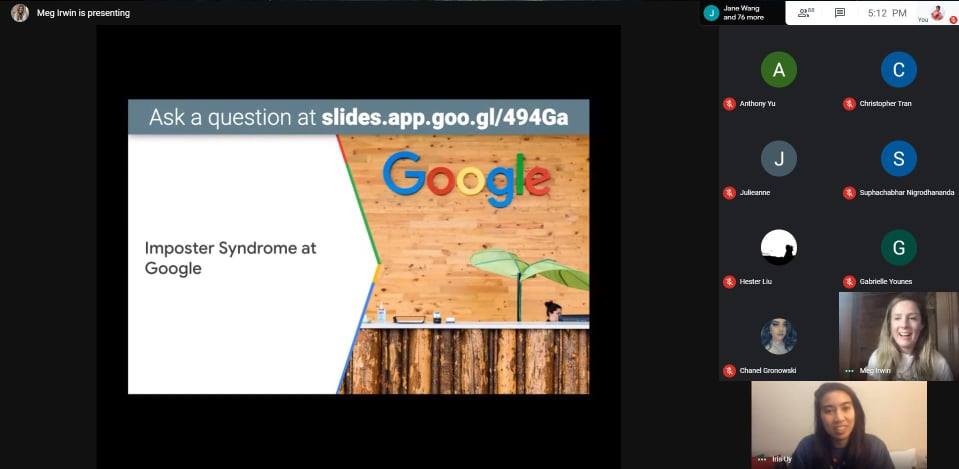 Meg Irwin is presenting
Jane Wang
and 76 more
J
88
5:12 PM
You
Ask a question at slides.app.goo.gl/494Ga
Google
Imposter Syndrome at
Google
A
Anthony Yu
C
Christopher Tran
J
Julieanne
S
Suphachabhar Nigrodhananda
Hester Liu
G
Gabrielle Younes
Chanel Gronowski
Meg Irwin
Iris Uy